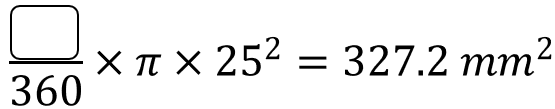 □/360 × π × 25² = 327.2 mm²